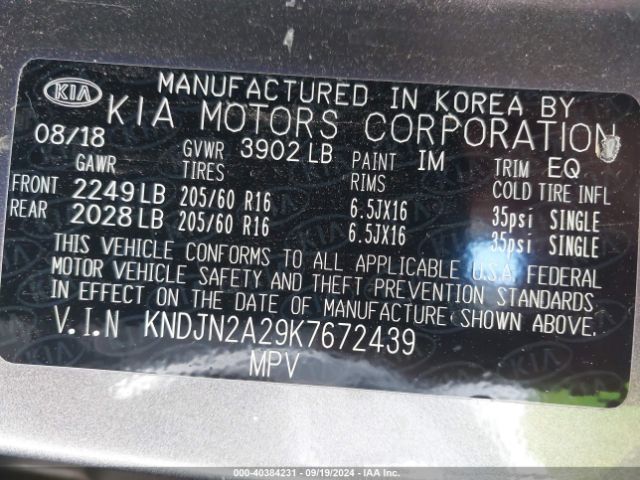 KIA MANUFACTURED IN KOREA BY
KIA MOTORS CORPORATION
08/18 GVWR 3902 LB PAINT IM TRIM EQ
GAWR TIRES RIMS COLD TIRE INFL
FRONT 2249 LB 205/60 R16 6.5JX16 35psi SINGLE
REAR 2028 LB 205/60 R16 6.5JX16 35psi SINGLE
THIS VEHICLE CONFORMS TO ALL APPLICABLE U.S.A. FEDERAL
MOTOR VEHICLE SAFETY AND THEFT PREVENTION STANDARDS
IN EFFECT ON THE DATE OF MANUFACTURE SHOWN ABOVE.
V.I.N KNDJN2A29K7672439
MPV
000-40384231 - 09/19/2024 - IAA Inc.